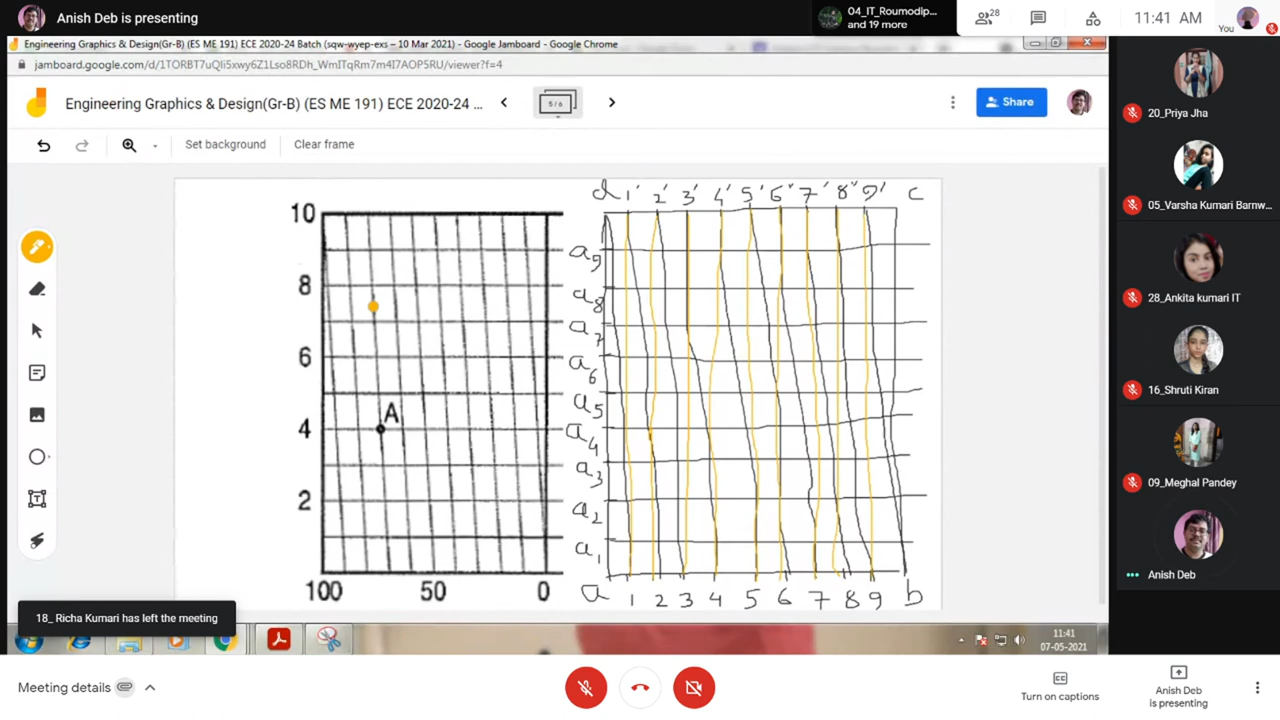 Anish Deb is presenting
04_IT_Roumodip...
and 19 more
28
11:41 AM
You
Engineering Graphics & Design(Gr-B) (ES ME 191) ECE 2020-24 Batch (sqw-wyep-exs – 10 Mar 2021) - Google Jamboard - Google Chrome
jamboard.google.com/d/1TORBT7uQli5xwy6Z1Lso8RDh_WmITqRm7m4I7AOP5RU/viewer?f=4
Engineering Graphics & Design(Gr-B) (ES ME 191) ECE 2020-24 ...
5 / 6
Share
Set background
Clear frame
10
8
6
4
2
A
100 50 0
d 1' 2' 3' 4' 5' 6' 7' 8' 9' c
a9
a8
a7
a6
a5
a4
a3
a2
a1
a 1 2 3 4 5 6 7 8 9 b
20_Priya Jha
05_Varsha Kumari Barnw...
28_Ankita kumari IT
16_Shruti Kiran
09_Meghal Pandey
Anish Deb
18_ Richa Kumari has left the meeting
11:41
07-05-2021
Meeting details
Turn on captions
Anish Deb
is presenting